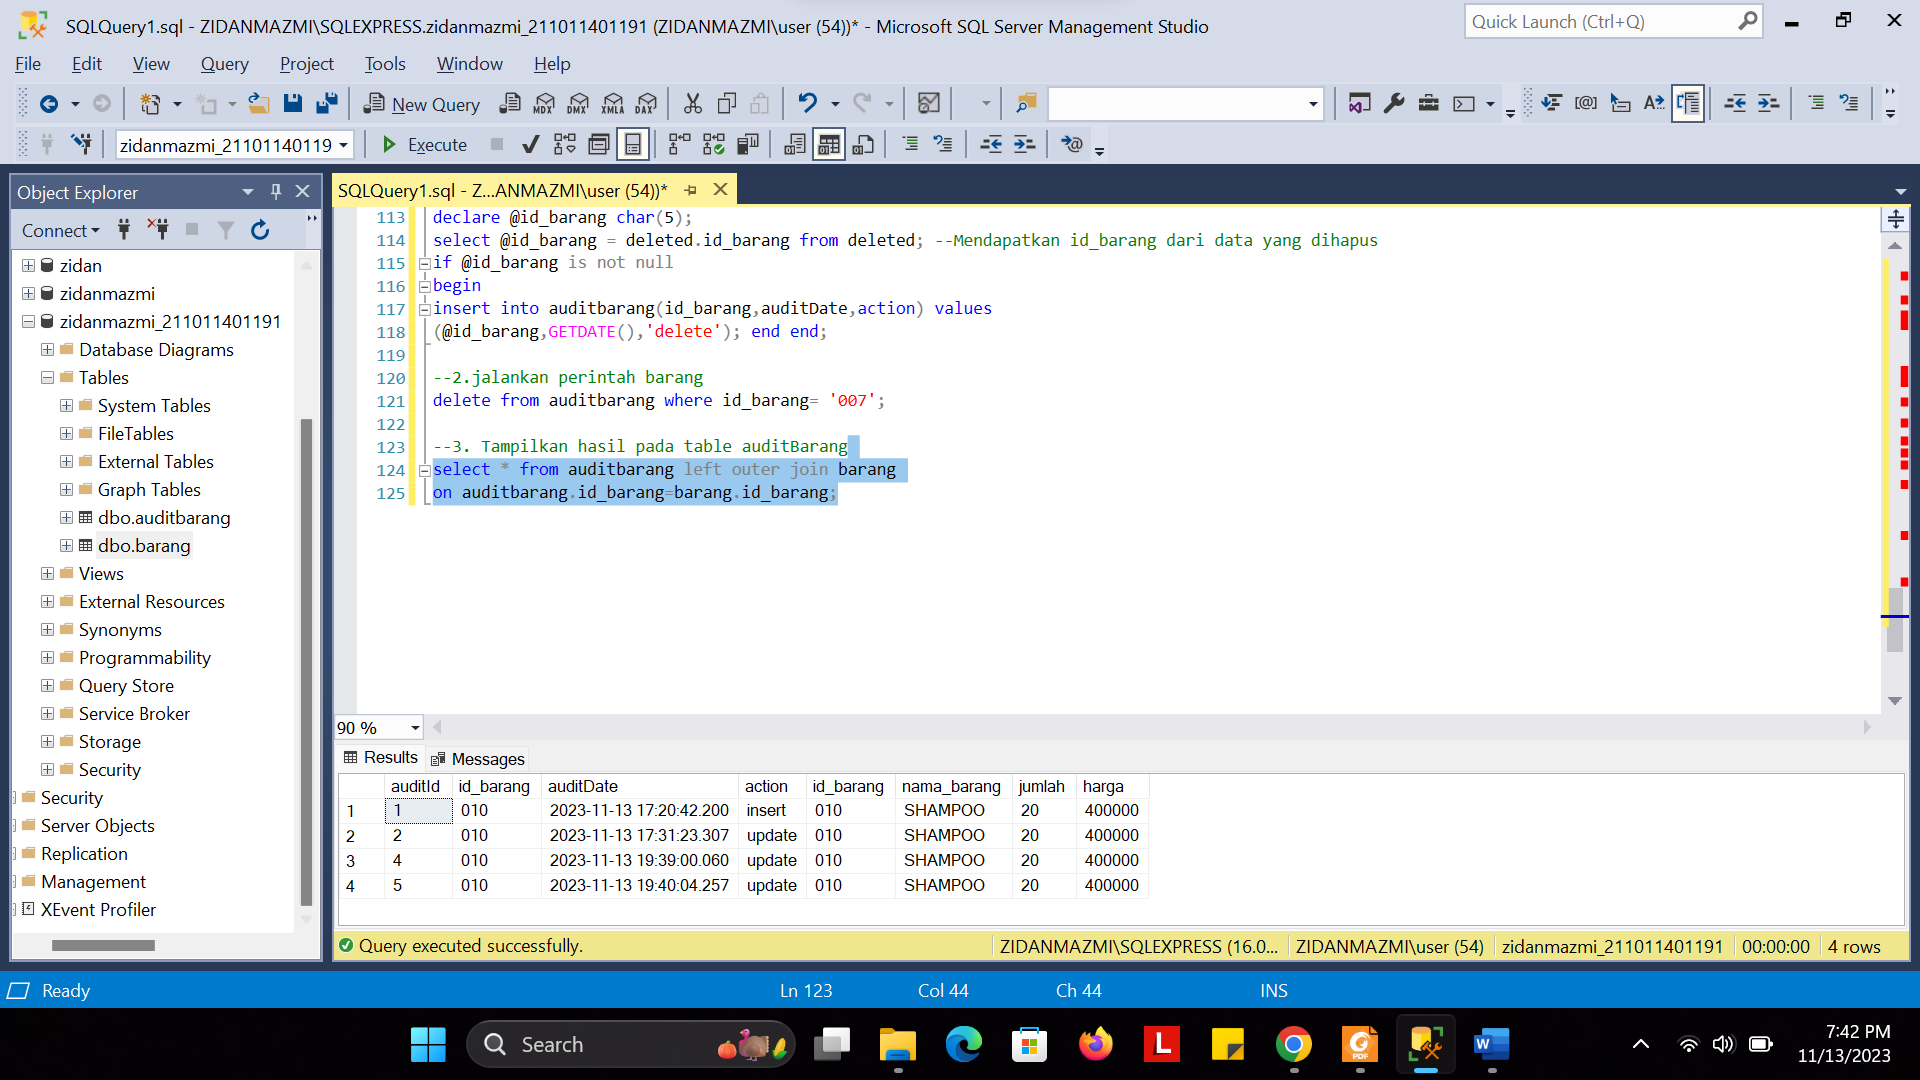 SQLQuery1.sql - ZIDANMAZMI\SQLEXPRESS.zidanmazmi_211011401191 (ZIDANMAZMI\user (54))* - Microsoft SQL Server Management Studio
Quick Launch (Ctrl+Q)
File Edit View Query Project Tools Window Help
New Query
MDX DMX XMLA DAX
zidanmazmi_21101140119
Execute
Object Explorer
Connect
zidan
zidanmazmi
zidanmazmi_211011401191
Database Diagrams
Tables
System Tables
FileTables
External Tables
Graph Tables
dbo.auditbarang
dbo.barang
Views
External Resources
Synonyms
Programmability
Query Store
Service Broker
Storage
Security
Security
Server Objects
Replication
Management
XEvent Profiler
SQLQuery1.sql - Z...ANMAZMI\user (54))*
113 declare @id_barang char(5);
114 select @id_barang = deleted.id_barang from deleted; --Mendapatkan id_barang dari data yang dihapus
115 if @id_barang is not null
116 begin
117 insert into auditbarang(id_barang,auditDate,action) values
118 (@id_barang,GETDATE(),'delete'); end end;
119
120 --2.jalankan perintah barang
121 delete from auditbarang where id_barang= '007';
122
123 --3. Tampilkan hasil pada table auditBarang
124 select * from auditbarang left outer join barang
125 on auditbarang.id_barang=barang.id_barang;
90 %
Results Messages
auditId id_barang auditDate action id_barang nama_barang jumlah harga
1 1 010 2023-11-13 17:20:42.200 insert 010 SHAMPOO 20 400000
2 2 010 2023-11-13 17:31:23.307 update 010 SHAMPOO 20 400000
3 4 010 2023-11-13 19:39:00.060 update 010 SHAMPOO 20 400000
4 5 010 2023-11-13 19:40:04.257 update 010 SHAMPOO 20 400000
Query executed successfully. ZIDANMAZMI\SQLEXPRESS (16.0... ZIDANMAZMI\user (54) zidanmazmi_211011401191 00:00:00 4 rows
Ready Ln 123 Col 44 Ch 44 INS
Search
L
PDF
W
7:42 PM
11/13/2023